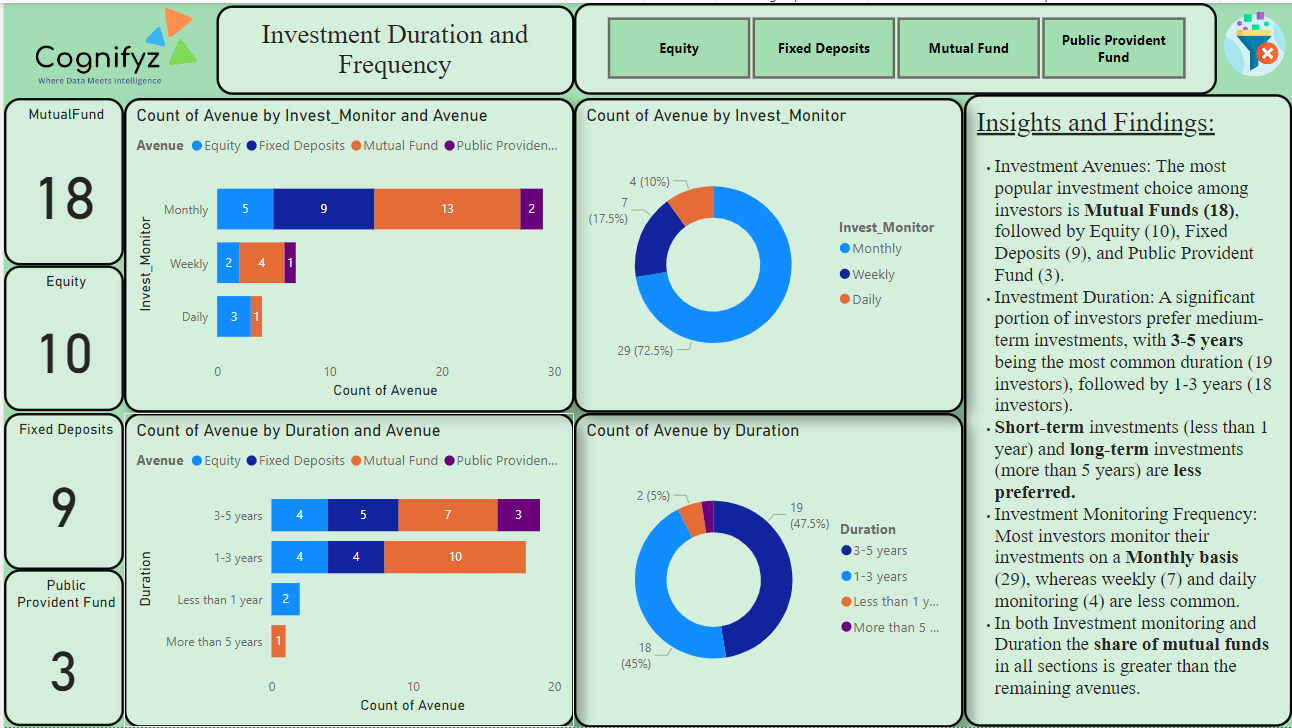 Cognifyz
Where Data Meets Intelligence
Investment Duration and
Frequency
Equity
Fixed Deposits
Mutual Fund
Public Provident
Fund
MutualFund
18
Equity
10
Fixed Deposits
9
Public
Provident Fund
3
Count of Avenue by Invest_Monitor and Avenue
Avenue Equity Fixed Deposits Mutual Fund Public Providen...
Invest_Monitor
Monthly 5 9 13 2
Weekly 2 4 1
Daily 3 1
0 10 20 30
Count of Avenue
Count of Avenue by Invest_Monitor
4 (10%)
7
(17.5%)
29 (72.5%)
Invest_Monitor
Monthly
Weekly
Daily
Count of Avenue by Duration and Avenue
Avenue Equity Fixed Deposits Mutual Fund Public Providen...
Duration
3-5 years 4 5 7 3
1-3 years 4 4 10
Less than 1 year 2
More than 5 years 1
0 10 20
Count of Avenue
Count of Avenue by Duration
2 (5%)
19
(47.5%)
18
(45%)
Duration
3-5 years
1-3 years
Less than 1 y...
More than 5 ...
Insights and Findings:
• Investment Avenues: The most
popular investment choice among
investors is Mutual Funds (18),
followed by Equity (10), Fixed
Deposits (9), and Public Provident
Fund (3).
• Investment Duration: A significant
portion of investors prefer medium-
term investments, with 3-5 years
being the most common duration (19
investors), followed by 1-3 years (18
investors).
• Short-term investments (less than 1
year) and long-term investments
(more than 5 years) are less
preferred.
• Investment Monitoring Frequency:
Most investors monitor their
investments on a Monthly basis
(29), whereas weekly (7) and daily
monitoring (4) are less common.
• In both Investment monitoring and
Duration the share of mutual funds
in all sections is greater than the
remaining avenues.